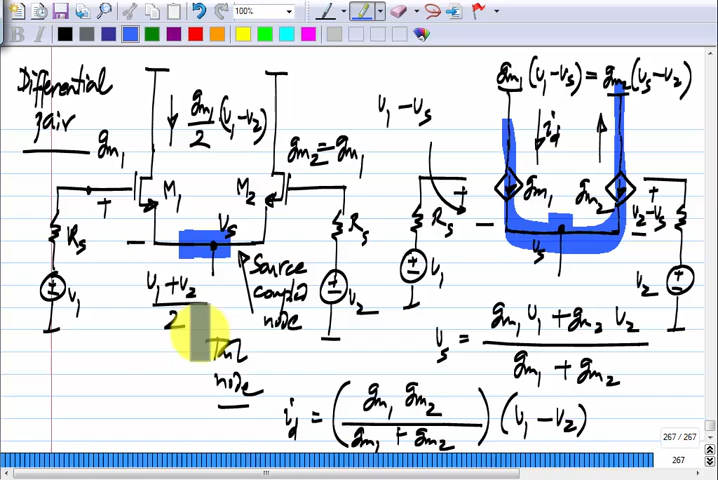 100%
B I
Differential
pair
gm1/2 · (v1 − v2)
gm1
gm2 = gm1
M1
M2
+
−
vs
Rs
Rs
v1
v2
v1 + v2 / 2
Source
coupled
node
Tail
node
gm1 (v1 − vs) = gm2 (vs − v2)
v1 − vs
id
+
−
gm1
gm2
+
v2 − vs
−
Rs
Rs
vs
v1
v2
vs = gm1 v1 + gm2 v2 / gm1 + gm2
id = ( gm1 gm2 / gm1 + gm2 ) (v1 − v2)
267 / 267
267